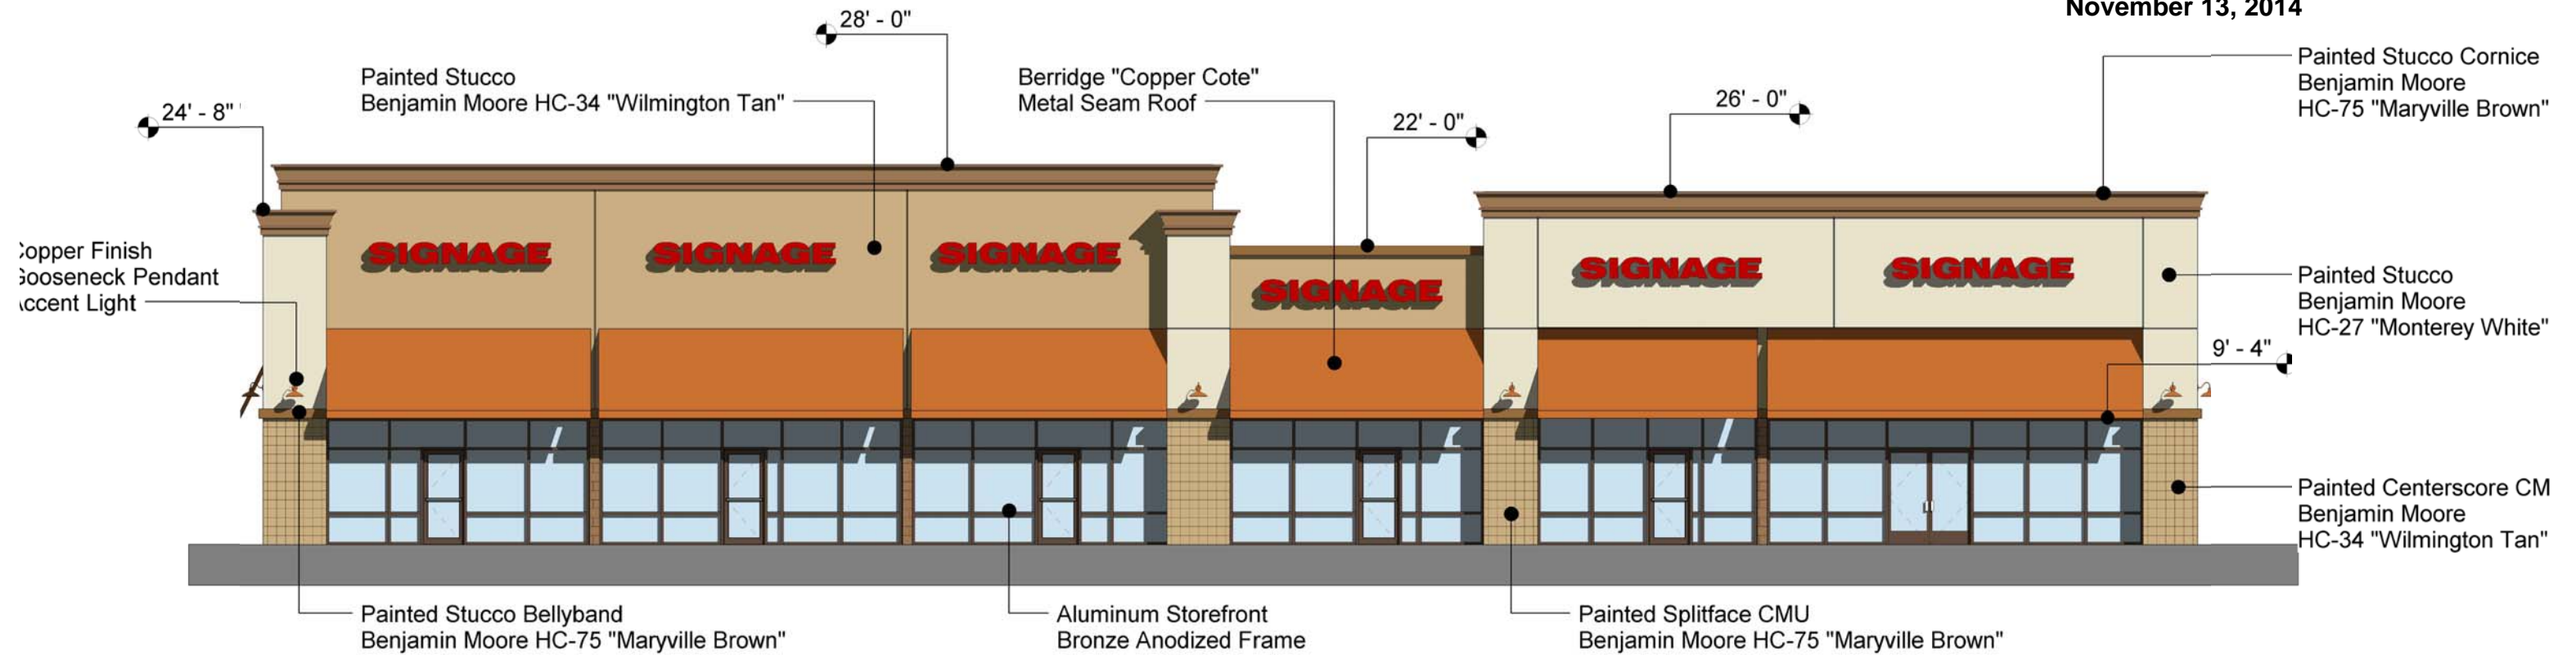 November 13, 2014
28' - 0"
Painted Stucco
Benjamin Moore HC-34 "Wilmington Tan"
Berridge "Copper Cote"
Metal Seam Roof
Painted Stucco Cornice
Benjamin Moore
HC-75 "Maryville Brown"
24' - 8"
22' - 0"
26' - 0"
Copper Finish
Gooseneck Pendant
Accent Light
SIGNAGE
SIGNAGE
SIGNAGE
SIGNAGE
SIGNAGE
SIGNAGE
Painted Stucco
Benjamin Moore
HC-27 "Monterey White"
9' - 4"
Painted Centerscore CM
Benjamin Moore
HC-34 "Wilmington Tan"
Painted Stucco Bellyband
Benjamin Moore HC-75 "Maryville Brown"
Aluminum Storefront
Bronze Anodized Frame
Painted Splitface CMU
Benjamin Moore HC-75 "Maryville Brown"